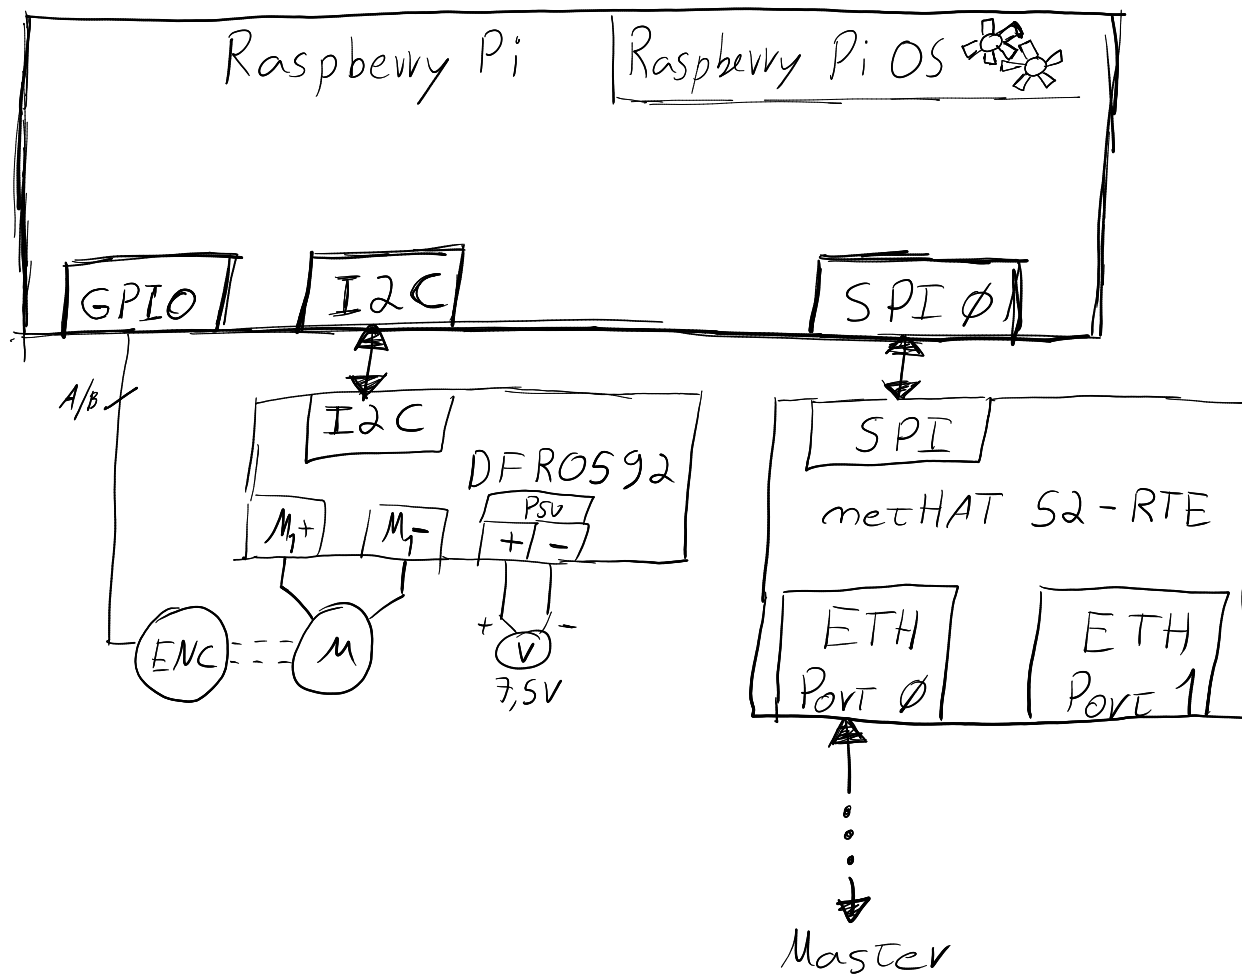 Raspberry Pi
Raspberry Pi OS
GPIO
I2C
SPI 0
A/B
I2C
DFR0592
PSU
M1+
M1-
+
-
SPI
netHAT 52-RTE
ETH
Port 0
ETH
Port 1
ENC
M
+
-
V
7,5V
Master